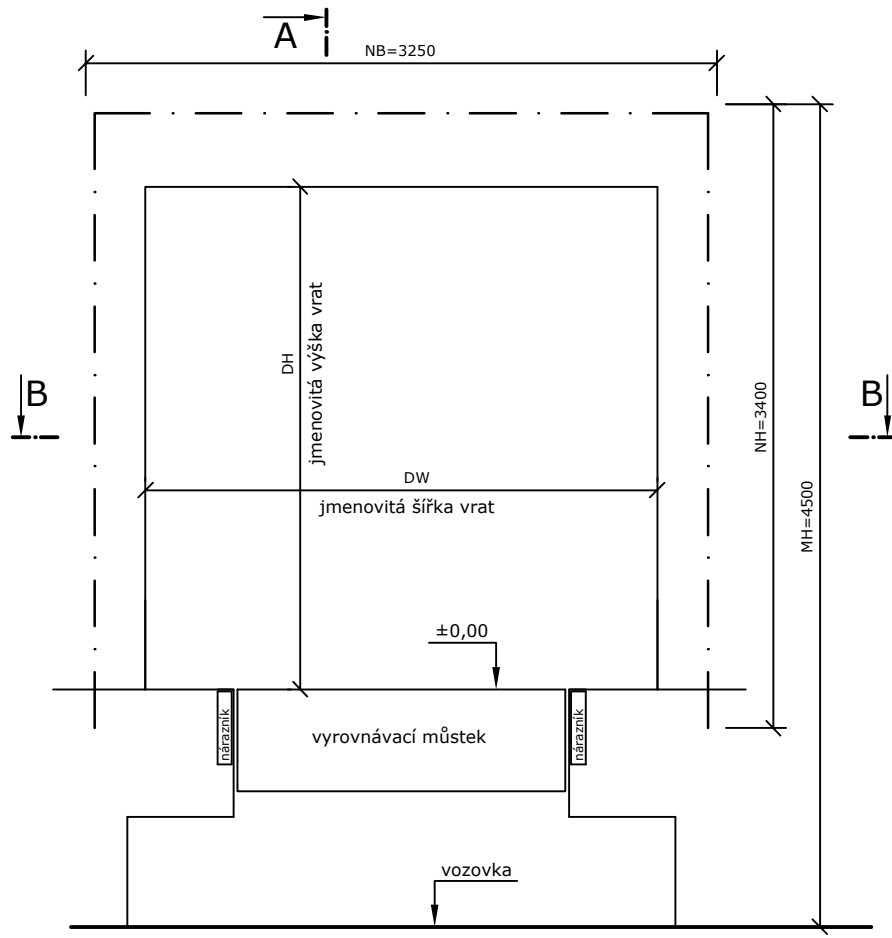 A
NB=3250
B
B
DH
jmenovitá výška vrat
NH=3400
MH=4500
DW
jmenovitá šířka vrat
±0,00
nárazník
vyrovnávací můstek
nárazník
vozovka